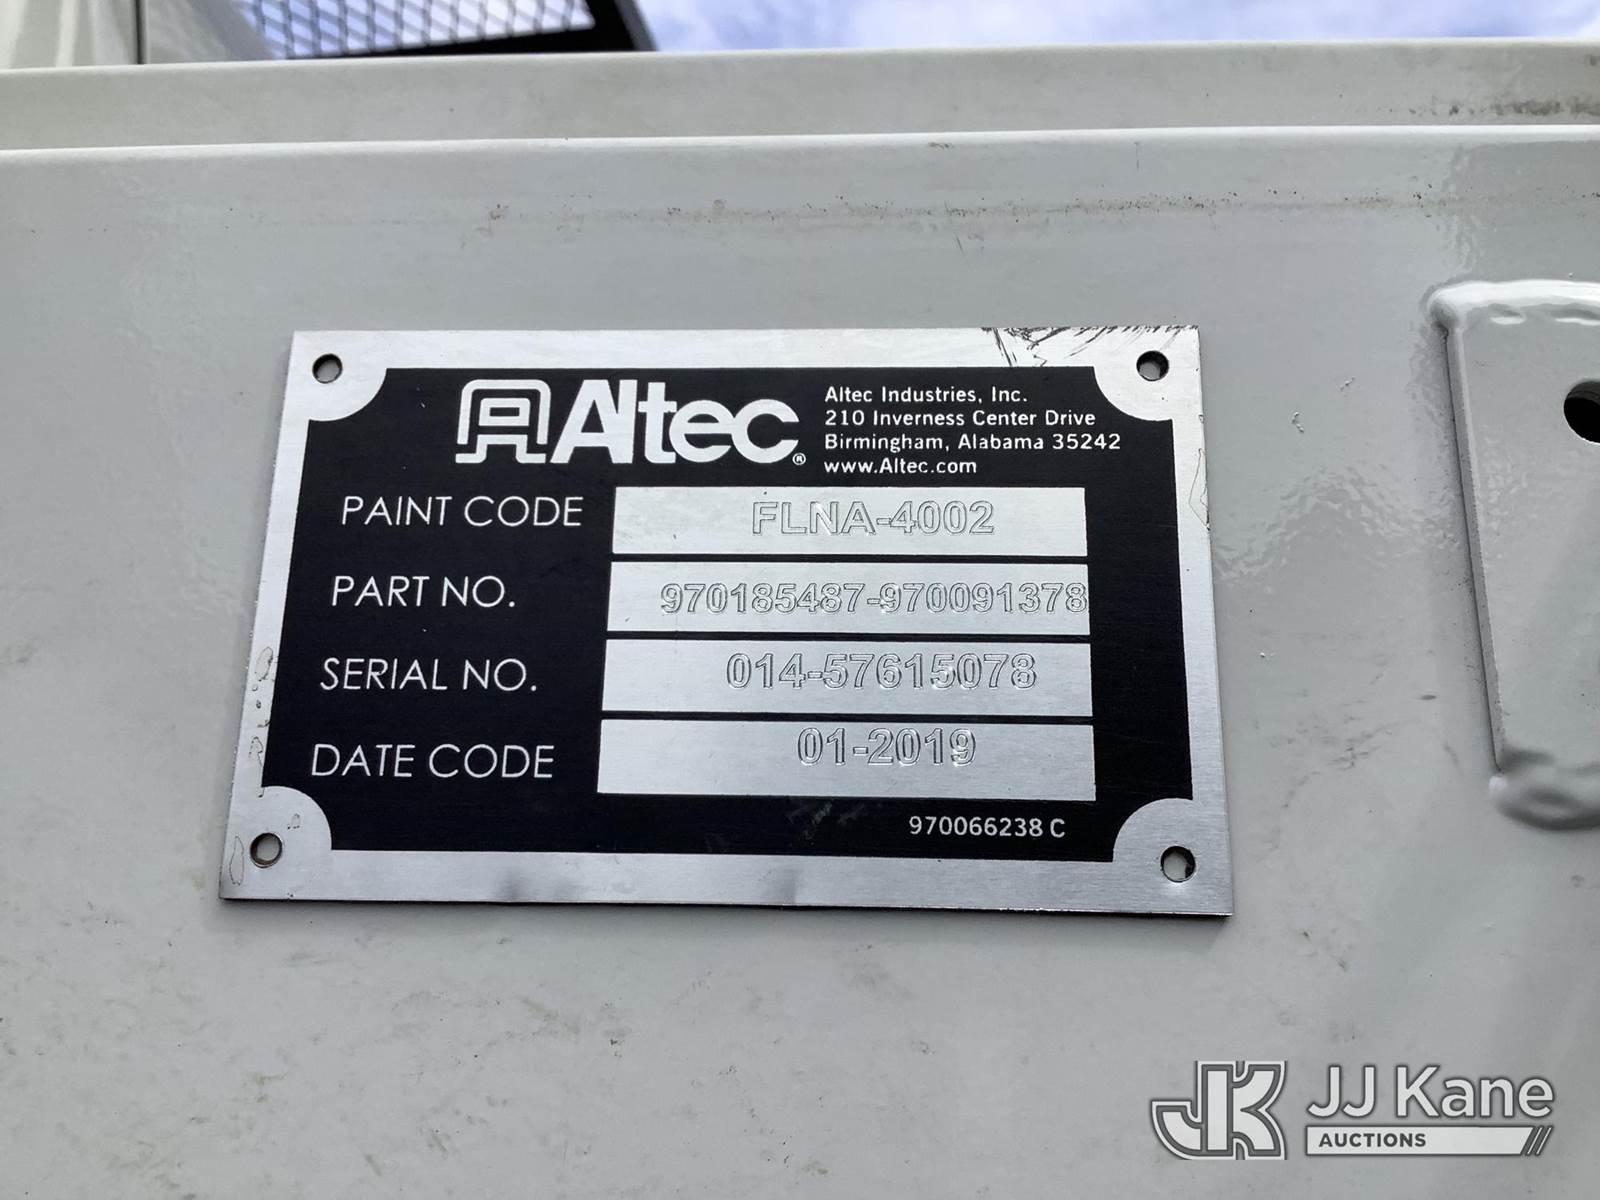 Altec®
Altec Industries, Inc.
210 Inverness Center Drive
Birmingham, Alabama 35242
www.Altec.com
PAINT CODE FLNA-4002
PART NO. 970185487-970091378
SERIAL NO. 014-57615078
DATE CODE 01-2019
970066238 C
JK JJ Kane
AUCTIONS